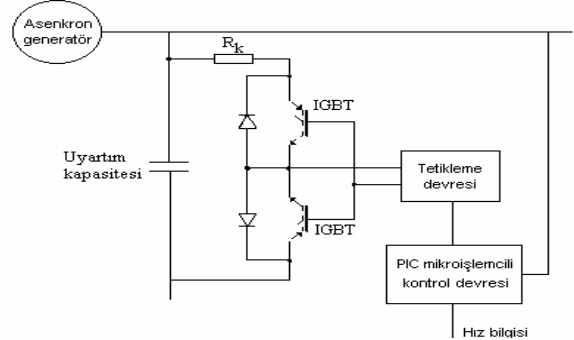 Asenkron
generatör
Rk
IGBT
Uyartım
kapasitesi
Tetikleme
devresi
IGBT
PIC mikroişlemcili
kontrol devresi
Hız bilgisi